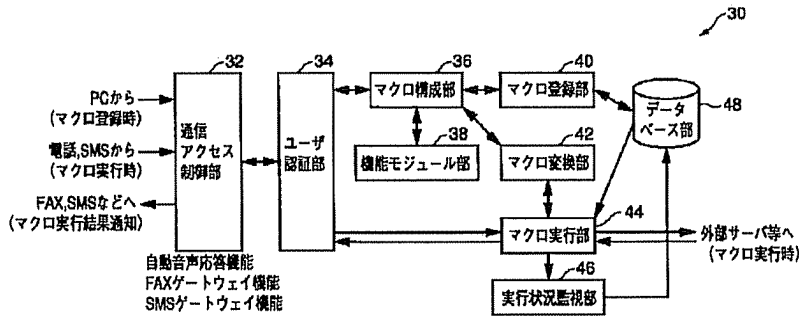 30
32
34
36
40
PCから
(マクロ登録時)
電話,SMSから
(マクロ実行時)
FAX,SMSなどへ
(マクロ実行結果通知)
通信
アクセス
制御部
ユーザ
認証部
マクロ構成部
マクロ登録部
データ
ベース部
48
38
42
機能モジュール部
マクロ変換部
44
マクロ実行部
外部サーバ等へ
(マクロ実行時)
46
実行状況監視部
自動音声応答機能
FAXゲートウェイ機能
SMSゲートウェイ機能